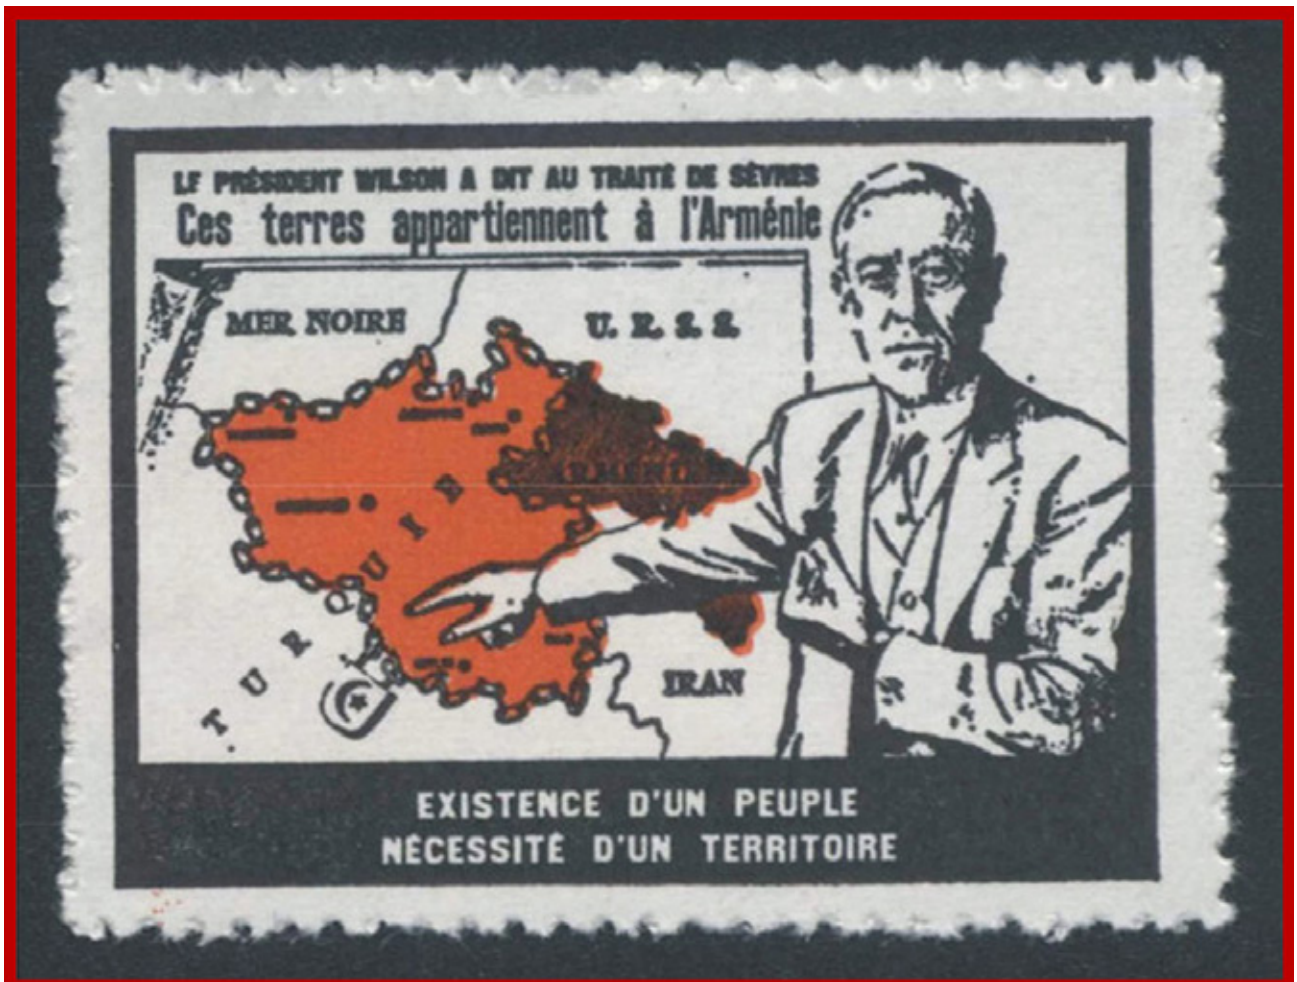 LE PRÉSIDENT WILSON A DIT AU TRAITÉ DE SÈVRES
Ces terres appartiennent à l'Arménie
MER NOIRE
U. R. S. S.
TURQUIE
IRAN
EXISTENCE D'UN PEUPLE
NÉCESSITÉ D'UN TERRITOIRE